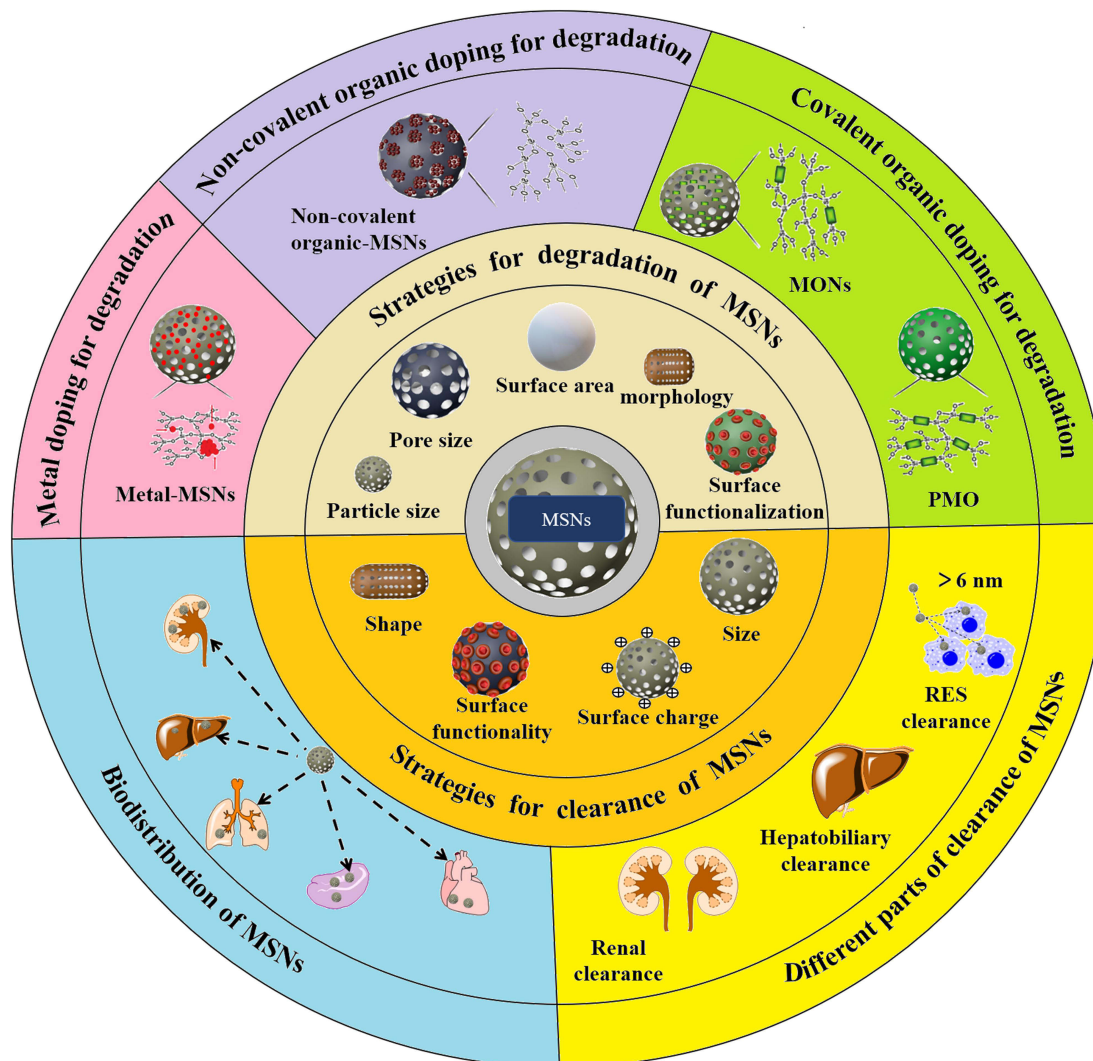 Non-covalent organic doping for degradation
Covalent organic doping for degradation
Metal doping for degradation
Non-covalent
organic-MSNs
MONs
Metal-MSNs
PMO
Strategies for degradation of MSNs
Surface area
morphology
Pore size
Particle size
Surface
functionalization
MSNs
Shape
Surface
functionality
Surface charge
Size
Strategies for clearance of MSNs
> 6 nm
RES
clearance
Hepatobiliary
clearance
Renal
clearance
Biodistribution of MSNs
Different parts of clearance of MSNs